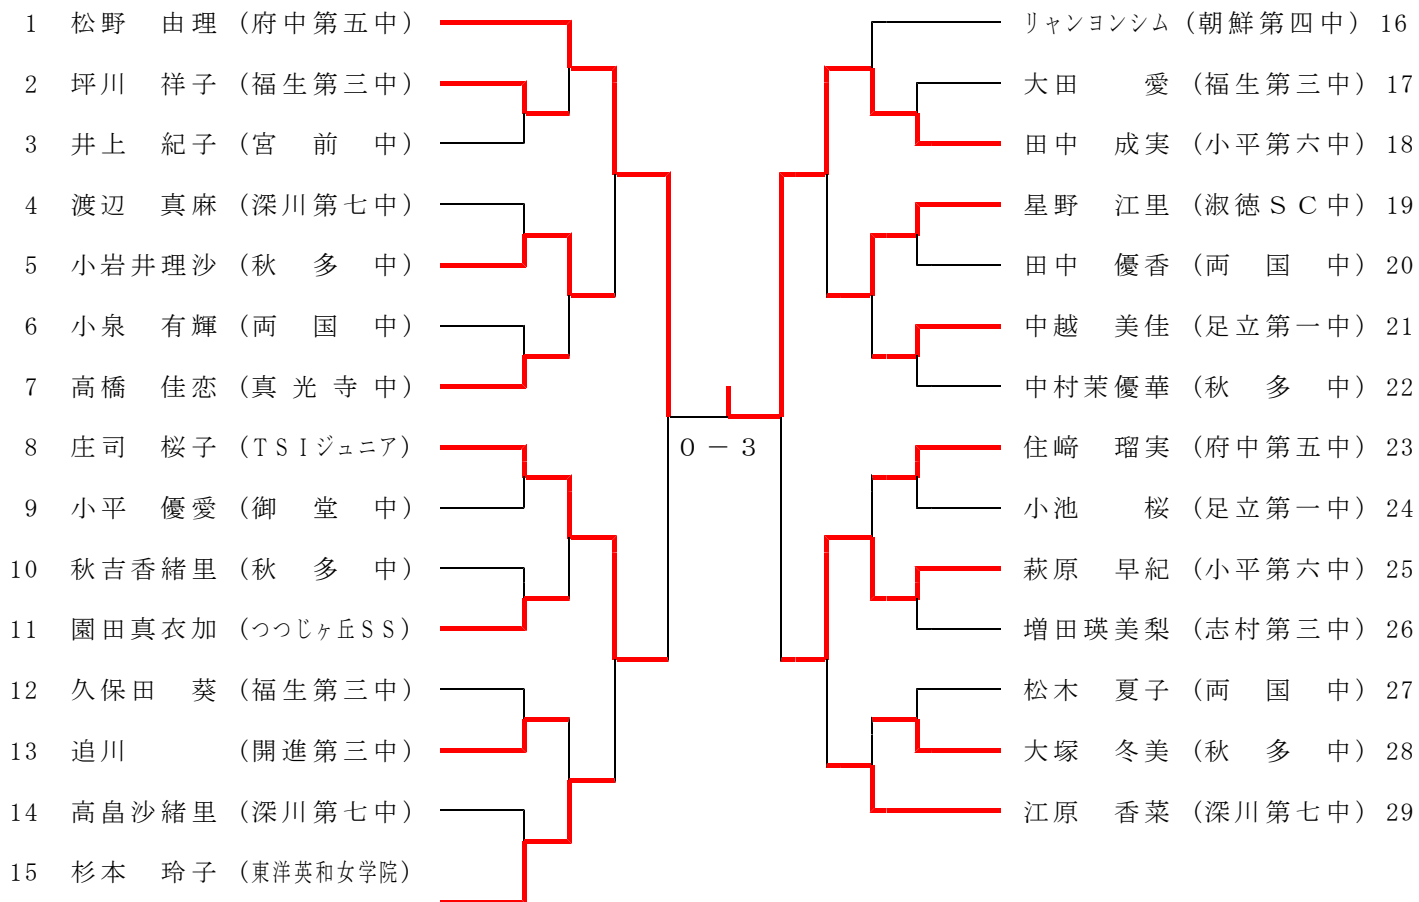 1 松野 由理 (府中第五中)
2 坪川 祥子 (福生第三中)
3 井上 紀子 (宮前中)
4 渡辺 真麻 (深川第七中)
5 小岩井理沙 (秋多中)
6 小泉 有輝 (両国中)
7 高橋 佳恋 (真光寺中)
8 庄司 桜子 (TSIジュニア)
9 小平 優愛 (御堂中)
10 秋吉香緒里 (秋多中)
11 園田真衣加 (つつじヶ丘SS)
12 久保田 葵 (福生第三中)
13 追川 (開進第三中)
14 高畠沙緒里 (深川第七中)
15 杉本 玲子 (東洋英和女学院)
0-3
リャンヨンシム (朝鮮第四中) 16
大田 愛 (福生第三中) 17
田中 成実 (小平第六中) 18
星野 江里 (淑徳SC中) 19
田中 優香 (両国中) 20
中越 美佳 (足立第一中) 21
中村茉優華 (秋多中) 22
住﨑 瑠実 (府中第五中) 23
小池 桜 (足立第一中) 24
萩原 早紀 (小平第六中) 25
増田瑛美梨 (志村第三中) 26
松木 夏子 (両国中) 27
大塚 冬美 (秋多中) 28
江原 香菜 (深川第七中) 29